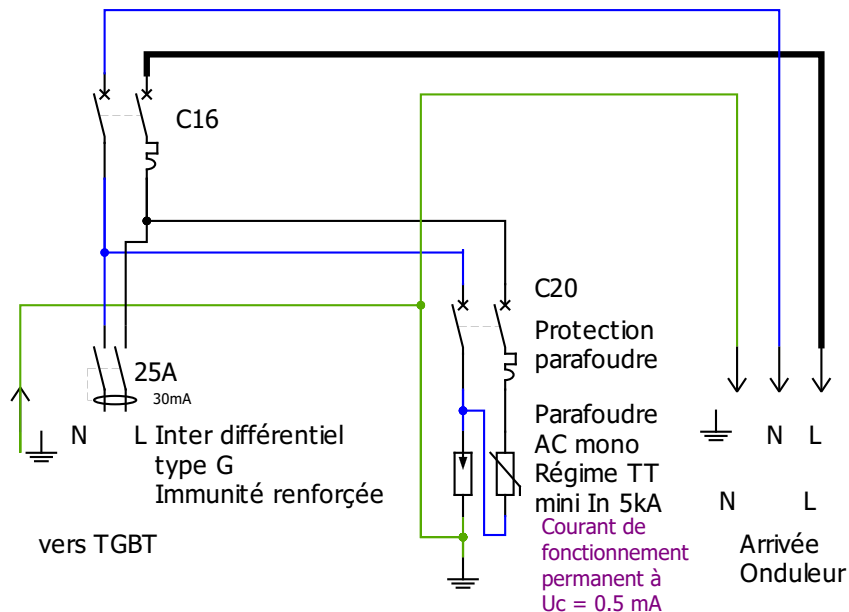 C16
C20
Protection
parafoudre
25A
30mA
N
L
Inter différentiel
type G
Immunité renforçée
vers TGBT
Parafoudre
AC mono
Régime TT
mini In 5kA
Courant de
fonctionnement
permanent à
Uc = 0.5 mA
N
L
N
L
Arrivée
Onduleur